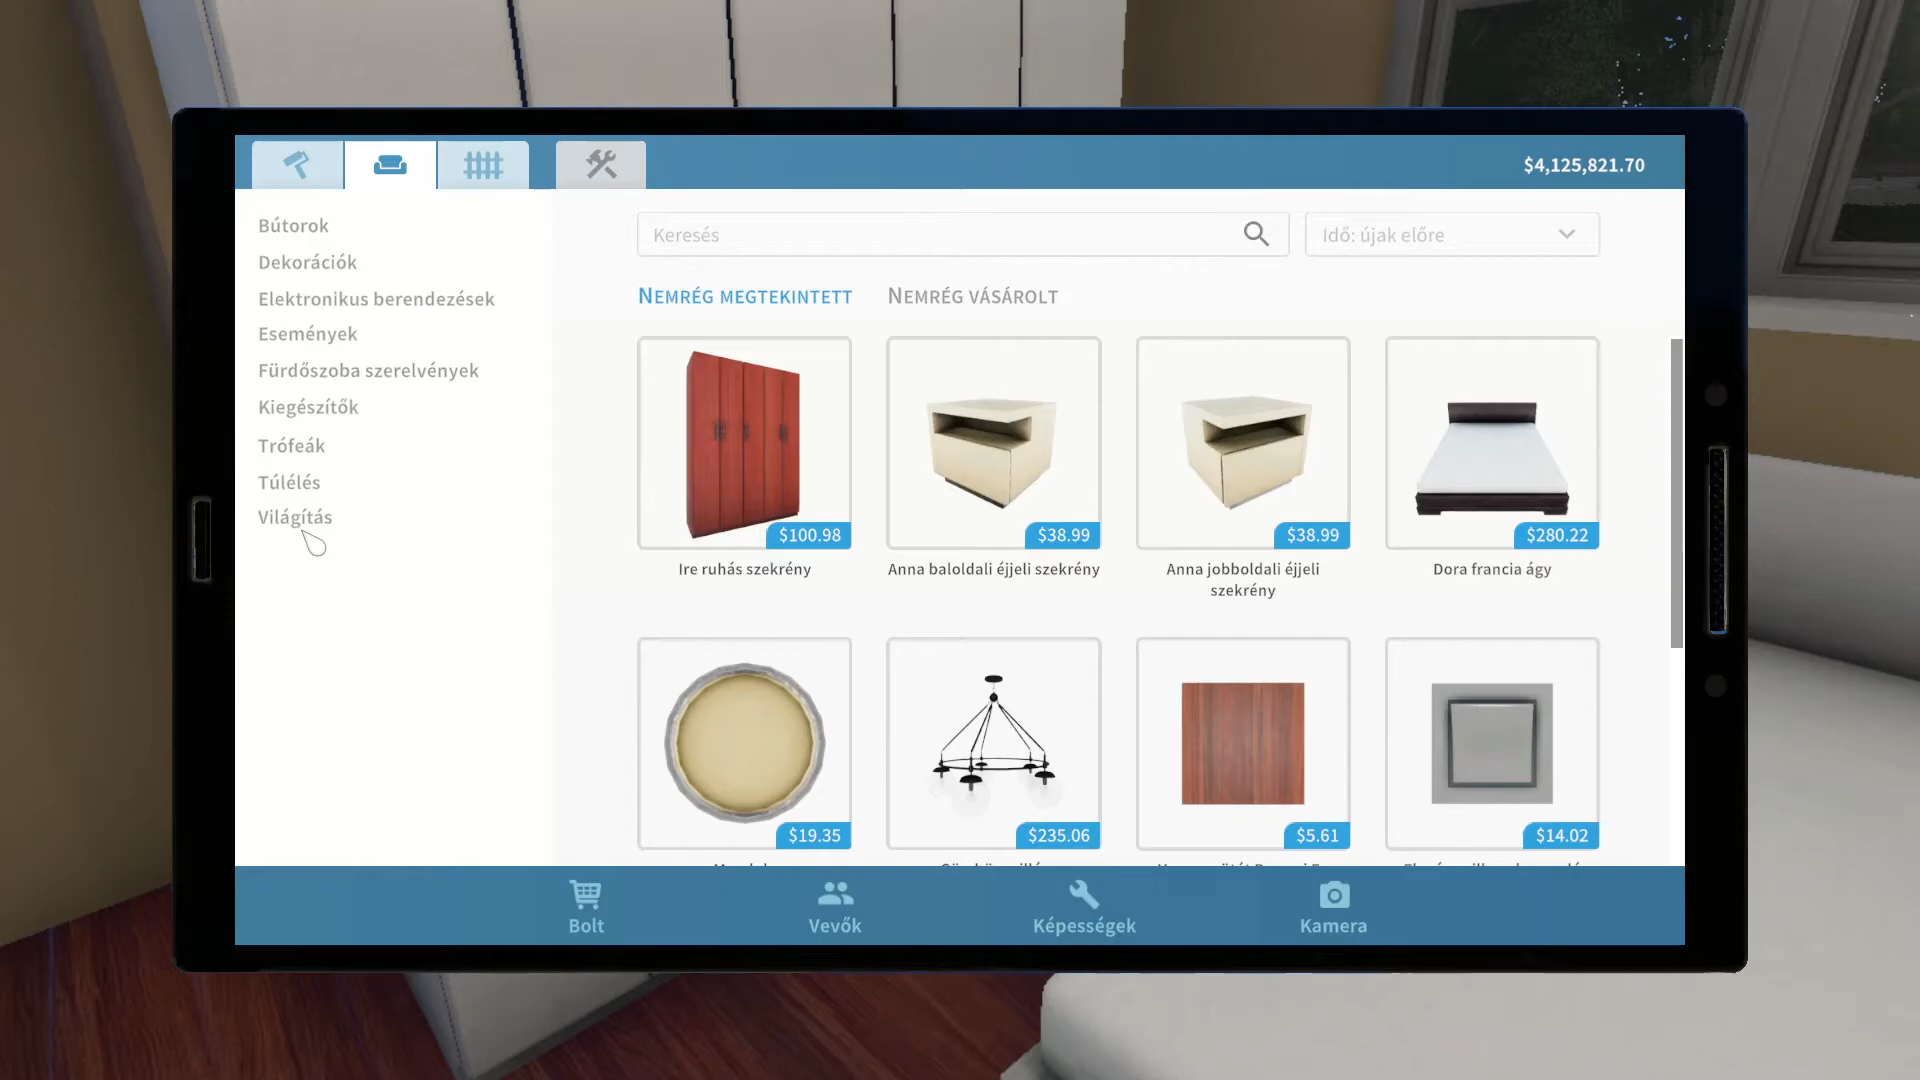 $4,125,821.70
Bútorok
Dekorációk
Elektronikus berendezések
Események
Fürdőszoba szerelvények
Kiegészítők
Trófeák
Túlélés
Világítás
Keresés
Idő: újak előre
NEMRÉG MEGTEKINTETT
NEMRÉG VÁSÁROLT
$100.98
$38.99
$38.99
$280.22
Ire ruhás szekrény
Anna baloldali éjjeli szekrény
Anna jobboldali éjjeli
szekrény
Dora francia ágy
$19.35
$235.06
$5.61
$14.02
Bolt
Vevők
Képességek
Kamera